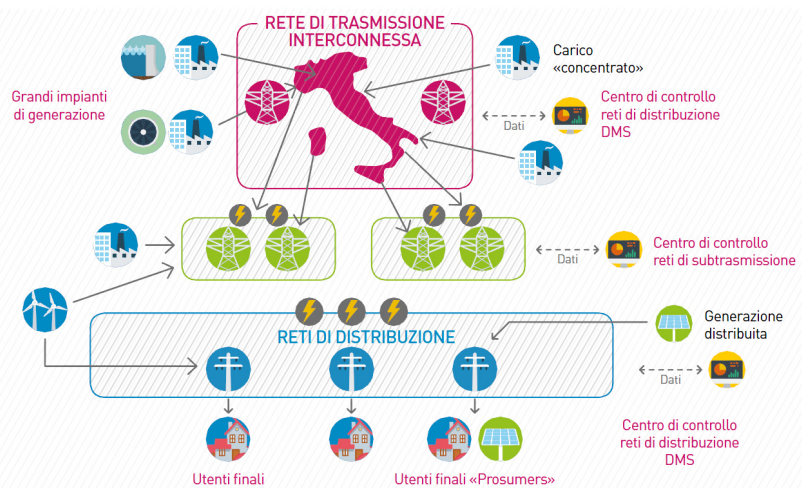 RETE DI TRASMISSIONE
INTERCONNESSA
Grandi impianti
di generazione
Carico
«concentrato»
Dati
Centro di controllo
reti di distribuzione
DMS
Dati
Centro di controllo
reti di subtrasmissione
RETI DI DISTRIBUZIONE
Generazione
distribuita
Dati
Centro di controllo
reti di distribuzione
DMS
Utenti finali
Utenti finali «Prosumers»